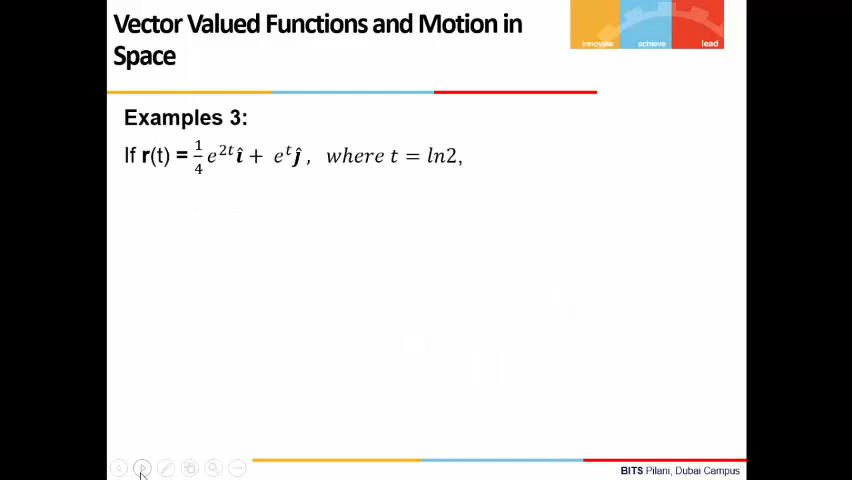 Vector Valued Functions and Motion in
Space
innovate achieve lead
Examples 3:
If r(t) = 1/4 e^{2t} î + e^t ĵ , where t = ln2,
BITS Pilani, Dubai Campus